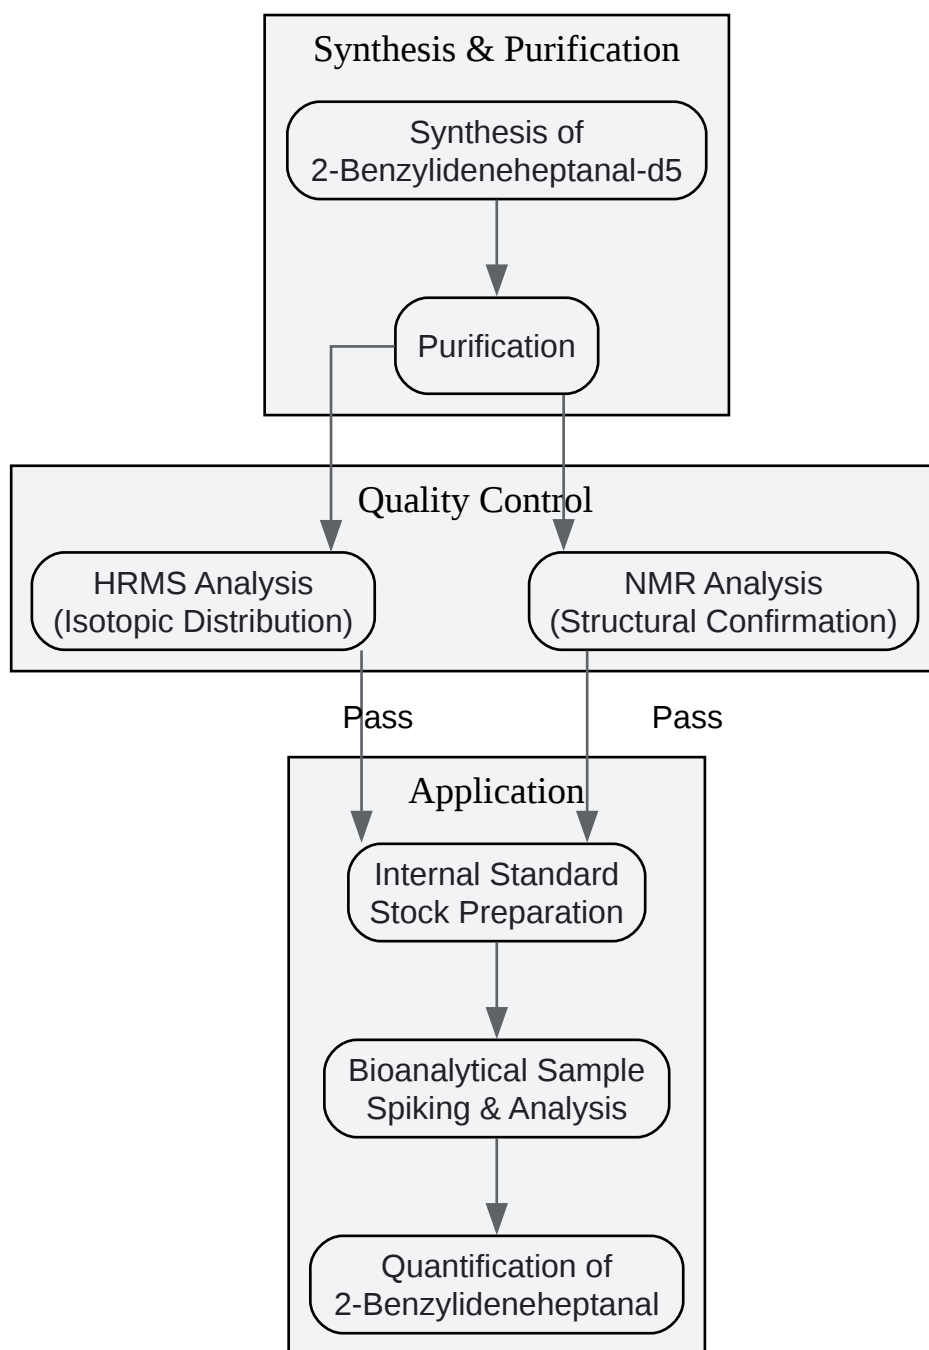 Synthesis & Purification
Synthesis of
2-Benzylideneheptanal-d5
Purification
Quality Control
HRMS Analysis
(Isotopic Distribution)
NMR Analysis
(Structural Confirmation)
Pass
Pass
Application
Internal Standard
Stock Preparation
Bioanalytical Sample
Spiking & Analysis
Quantification of
2-Benzylideneheptanal